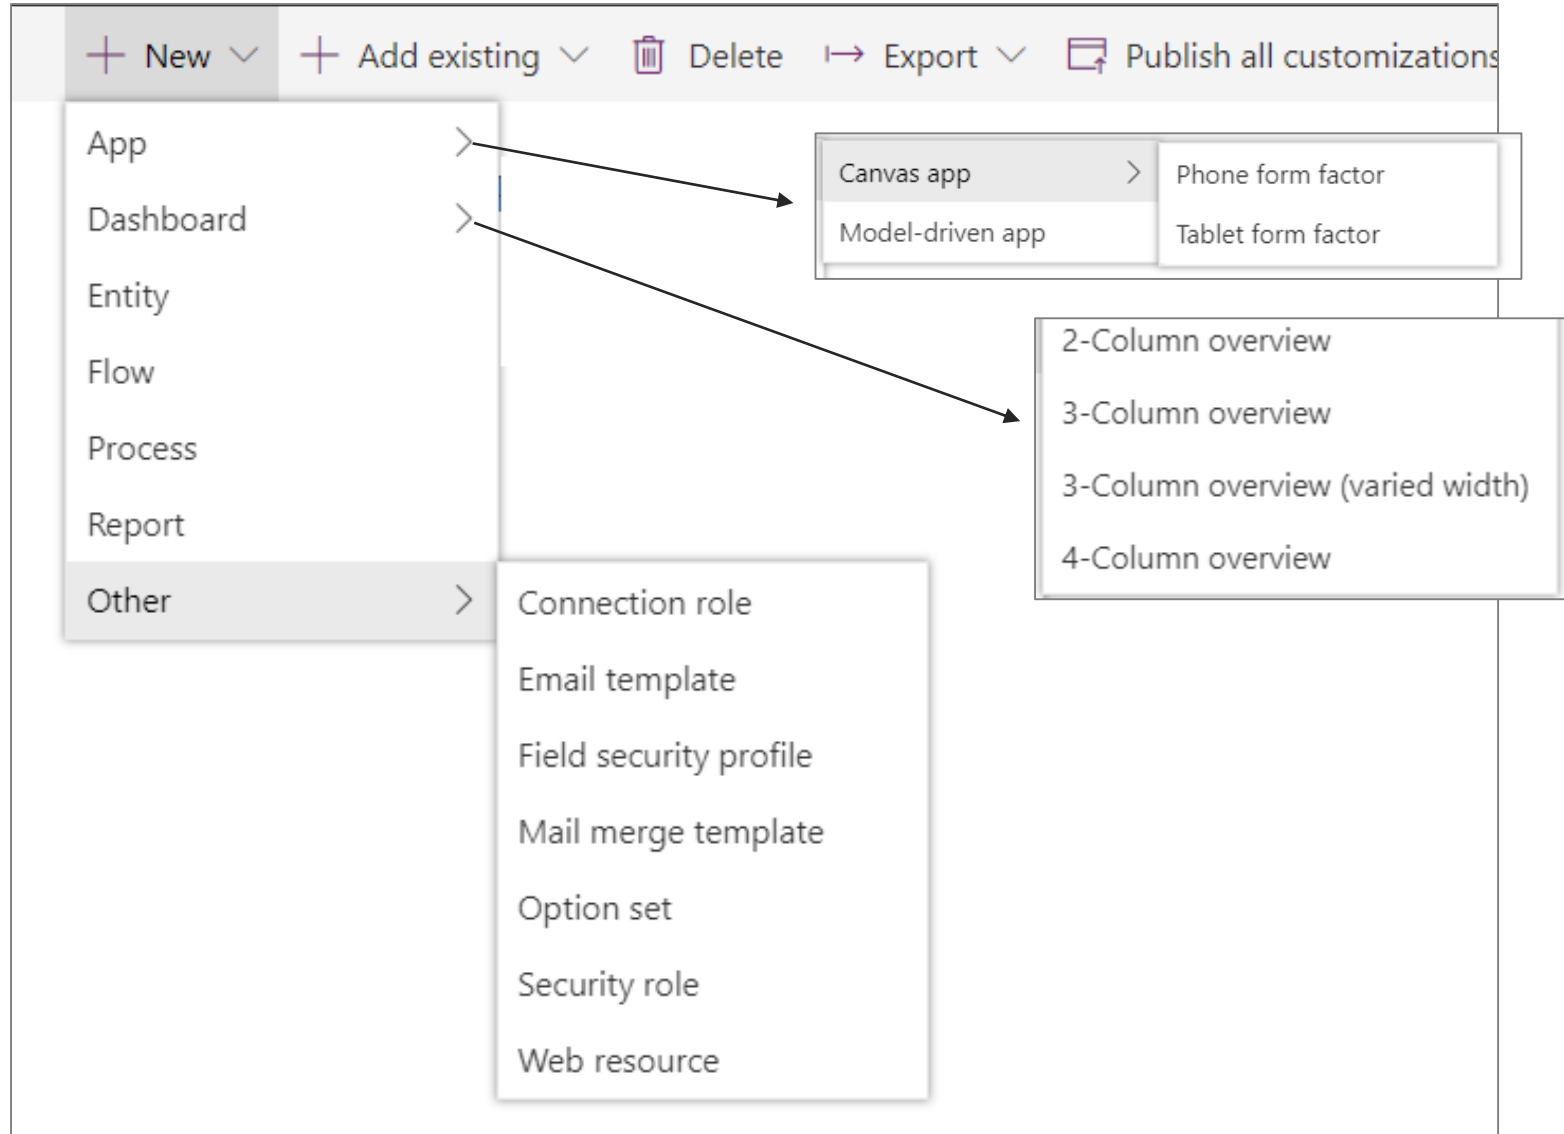 New Add existing Delete Export Publish all customizations
App
Dashboard
Entity
Flow
Process
Report
Other
Canvas app
Model-driven app
Phone form factor
Tablet form factor
2-Column overview
3-Column overview
3-Column overview (varied width)
4-Column overview
Connection role
Email template
Field security profile
Mail merge template
Option set
Security role
Web resource